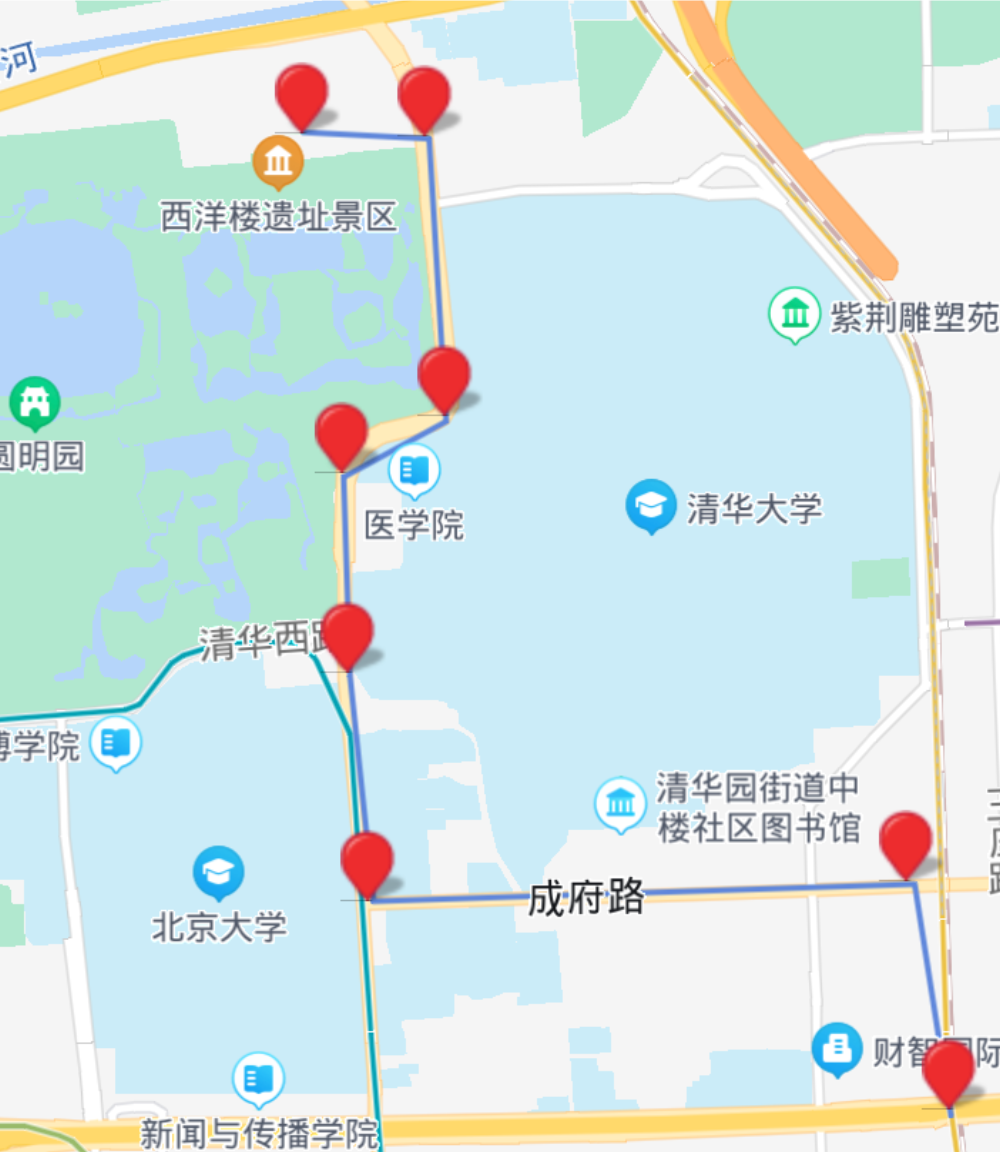 河
西洋楼遗址景区
紫荆雕塑苑
圆明园
清华大学
医学院
清华西路
博学院
清华园街道中
楼社区图书馆
成府路
北京大学
财智国际
新闻与传播学院